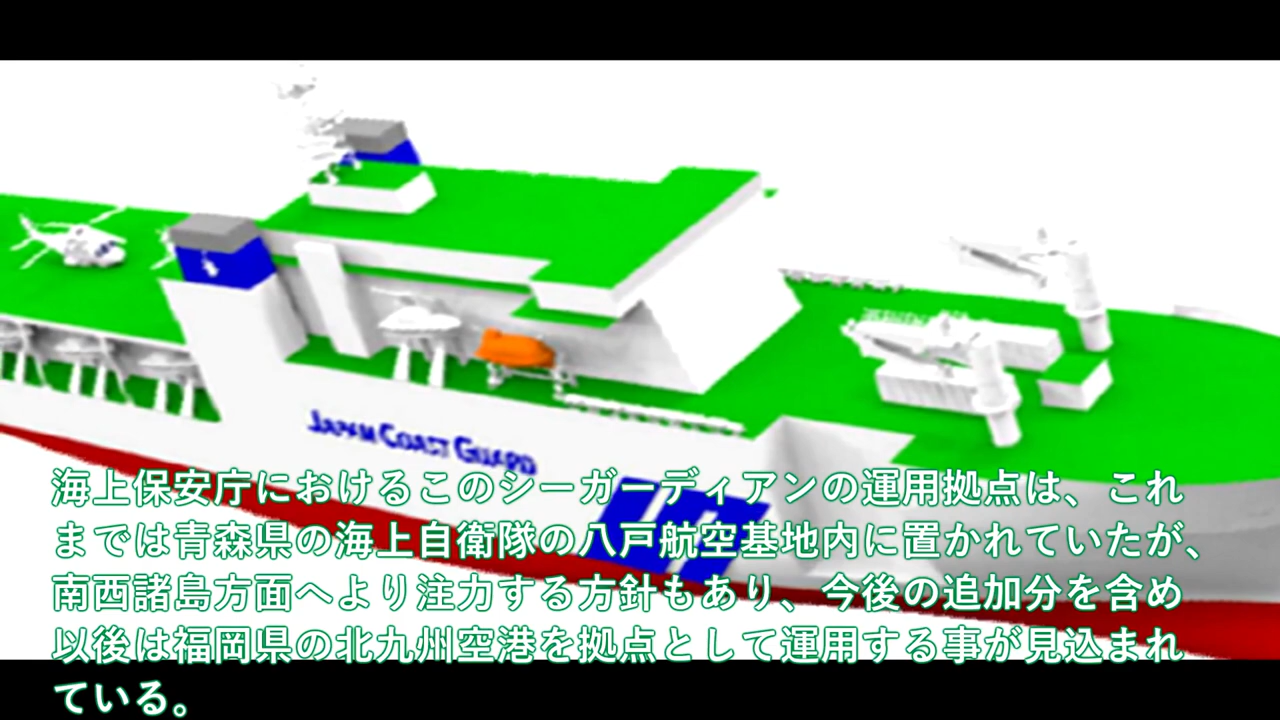 JAPAN COAST GUARD
海上保安庁におけるこのシーガーディアンの運用拠点は、これ
までは青森県の海上自衛隊の八戸航空基地内に置かれていたが、
南西諸島方面へより注力する方針もあり、今後の追加分を含め
以後は福岡県の北九州空港を拠点として運用する事が見込まれ
ている。